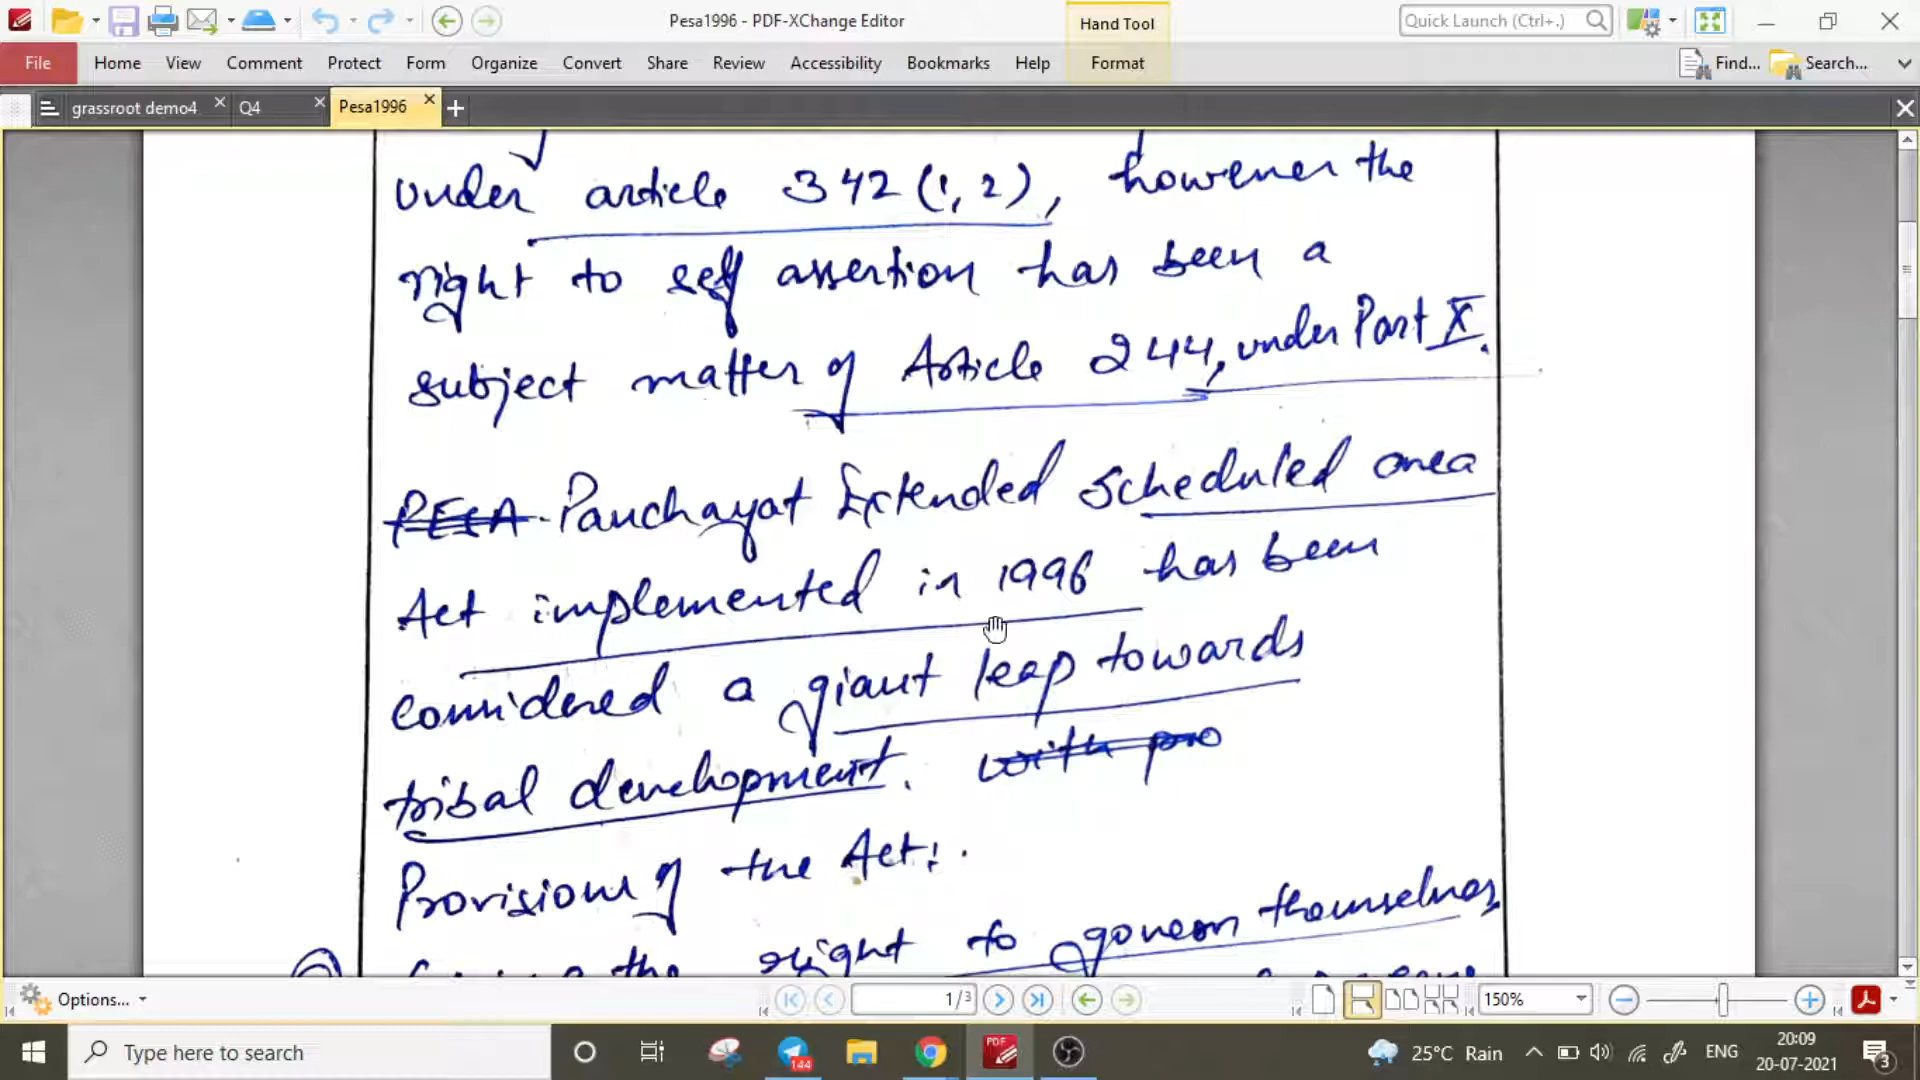 Pesa1996 - PDF-XChange Editor
Hand Tool
Quick Launch (Ctrl+.)
File Home View Comment Protect Form Organize Convert Share Review Accessibility Bookmarks Help Format Find... Search...
grassroot demo4 Q4 Pesa1996
under article 342 (1, 2), however the
right to self assertion has been a
subject matter of Article 244, under Part X.
PESA - Panchayat Extended scheduled area
Act implemented in 1996 has been
considered a giant leap towards
tribal development. with pro
Provisions of the Act:
the right to govern themselves
Options... 1/3 150%
Type here to search 144 PDF 25°C Rain ENG 20:09
20-07-2021 3